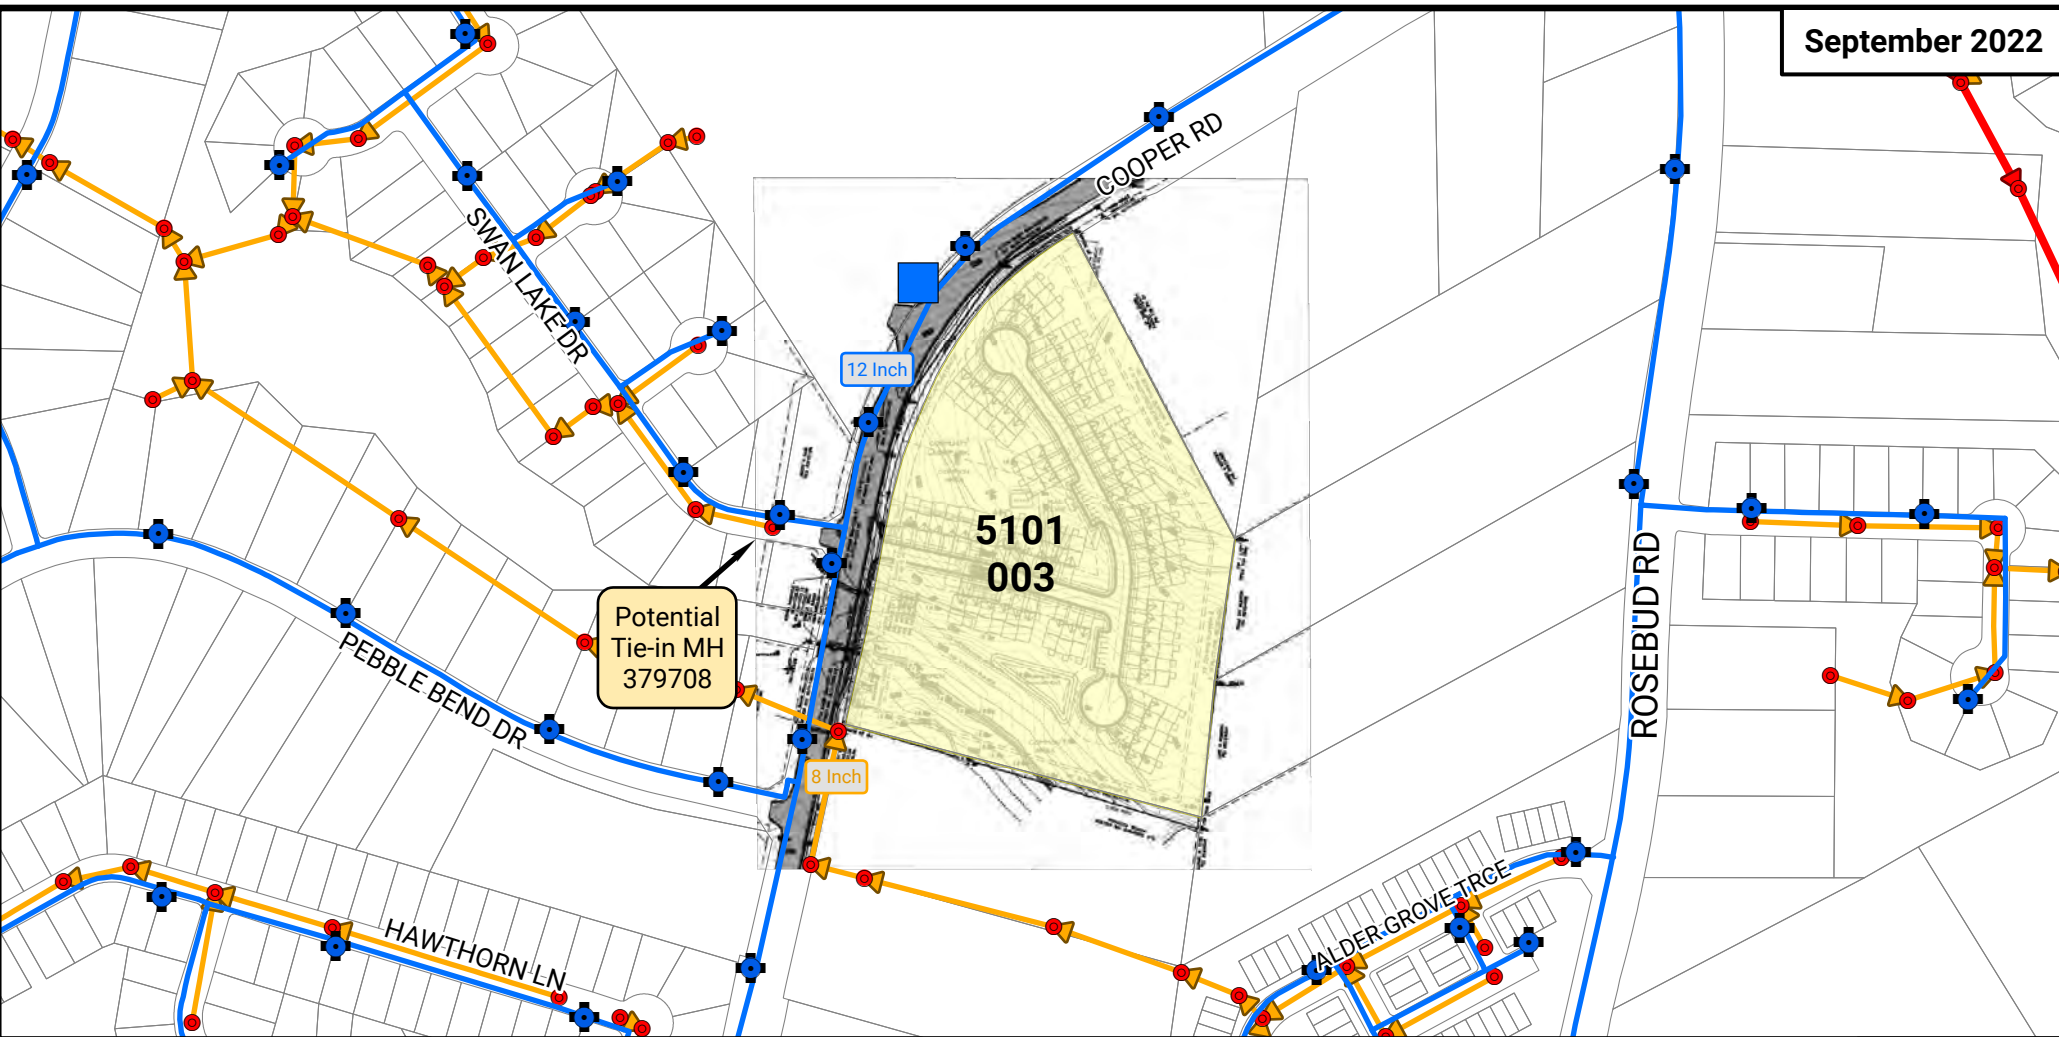 September 2022
COOPER RD
SWAN LAKE DR
12 Inch
5101
003
Potential
Tie-in MH
379708
ROSEBUD RD
PEBBLE BEND DR
8 Inch
ALDER GROVE TRCE
HAWTHORN LN